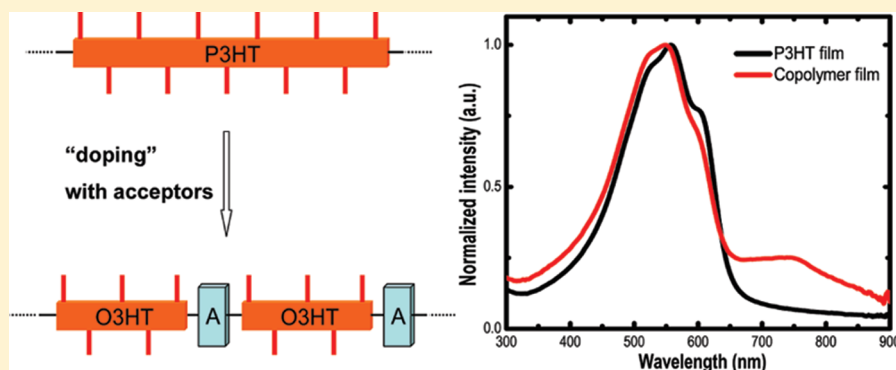 P3HT
“doping”
with acceptors
O3HT
A
O3HT
A
Normalized intensity (a.u.)
1.0
0.5
0.0
P3HT film
Copolymer film
300 400 500 600 700 800 900
Wavelength (nm)